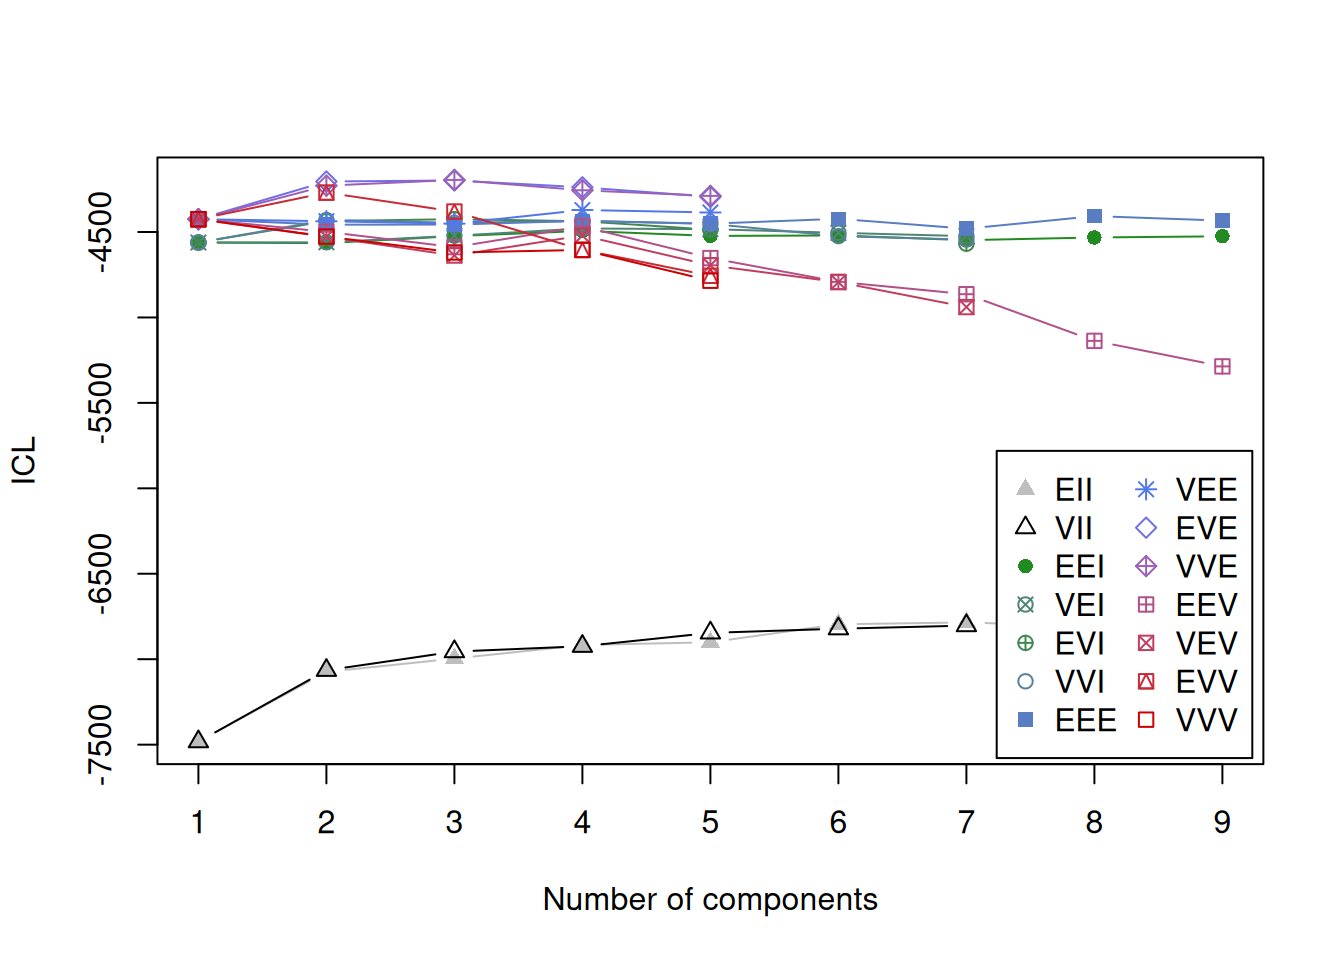 -4500
-5500
-6500
-7500
ICL
EII VEE
VII EVE
EEI VVE
VEI EEV
EVI VEV
VVI EVV
EEE VVV
1 2 3 4 5 6 7 8 9
Number of components